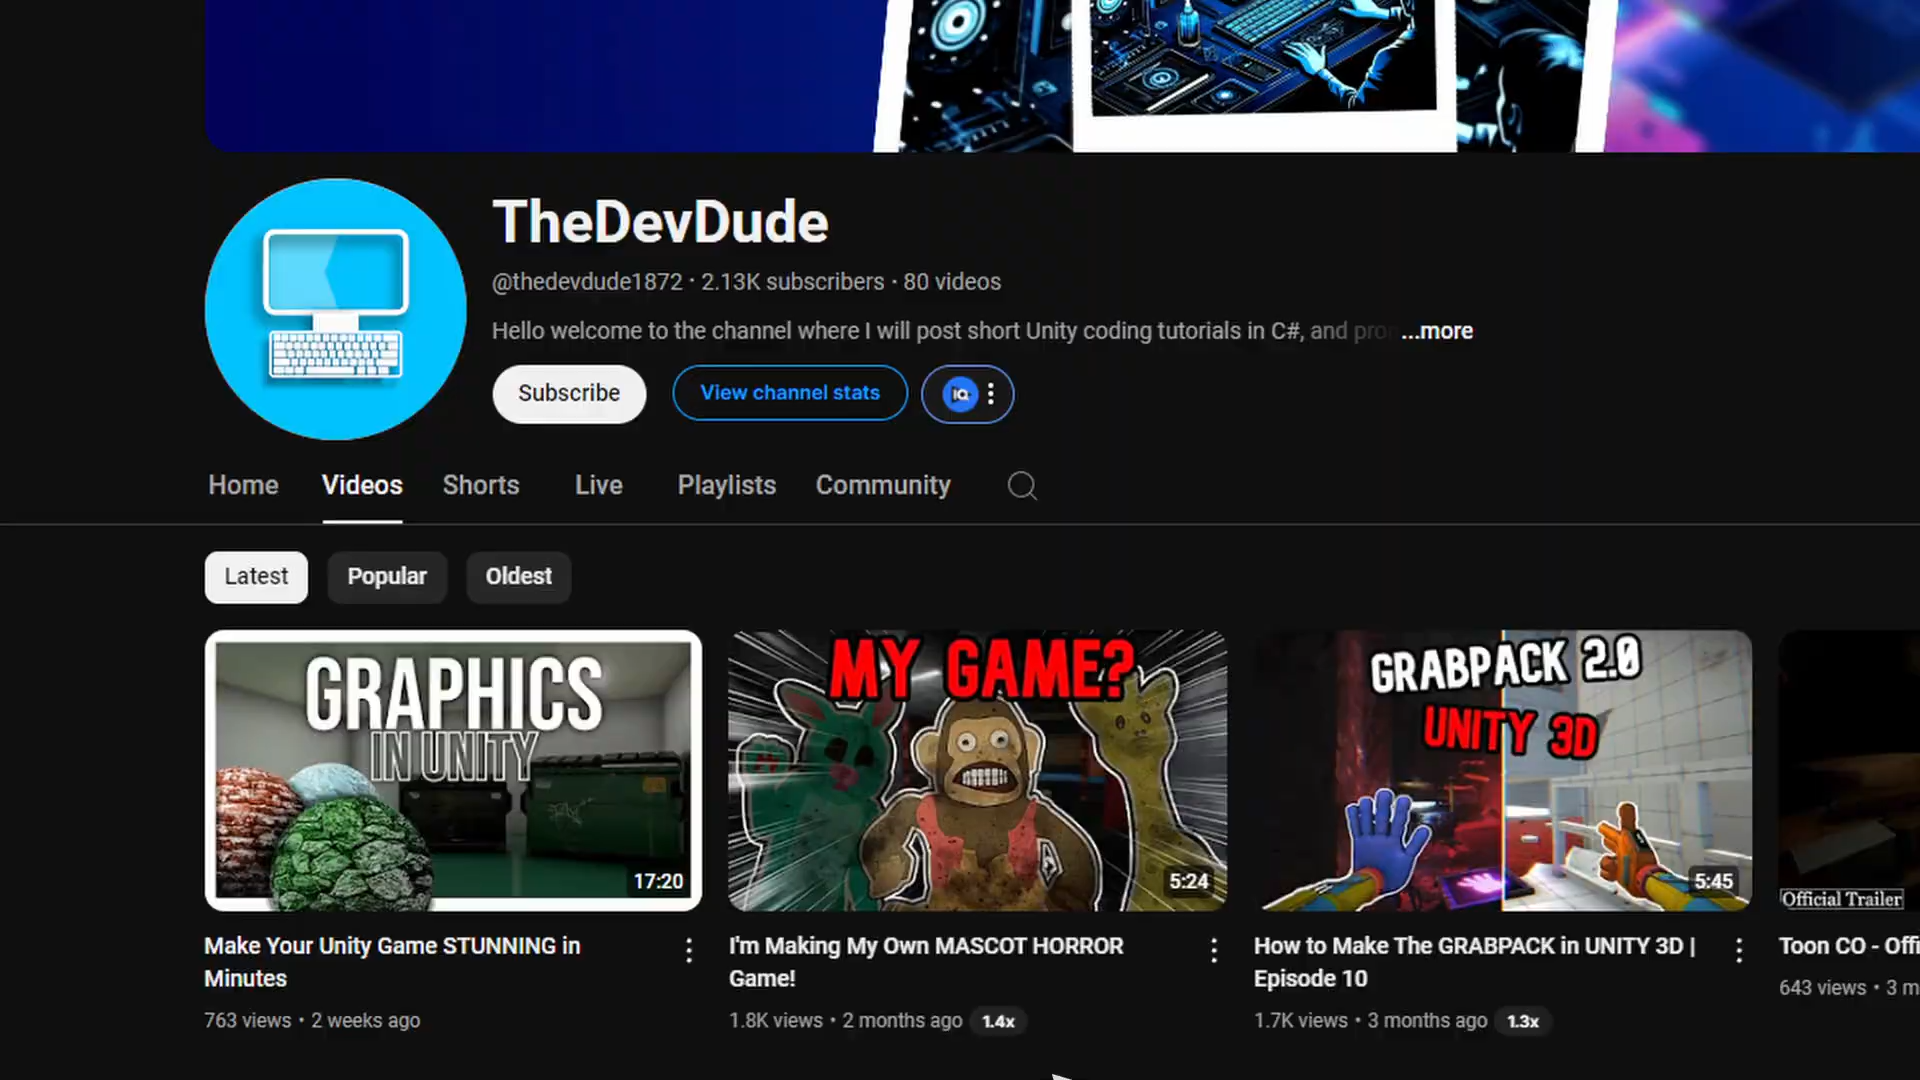 TheDevDude
@thedevdude1872 · 2.13K subscribers · 80 videos
Hello welcome to the channel where I will post short Unity coding tutorials in C#, and ...more
Subscribe
View channel stats
IQ
Home Videos Shorts Live Playlists Community
Latest Popular Oldest
GRAPHICS
IN UNITY
17:20
MY GAME?
5:24
GRABPACK 2.0
UNITY 3D
5:45
Official Trailer
Make Your Unity Game STUNNING in
Minutes
763 views • 2 weeks ago
I'm Making My Own MASCOT HORROR
Game!
1.8K views • 2 months ago 1.4x
How to Make The GRABPACK in UNITY 3D |
Episode 10
1.7K views • 3 months ago 1.3x
Toon CO - Offi
643 views • 3 m